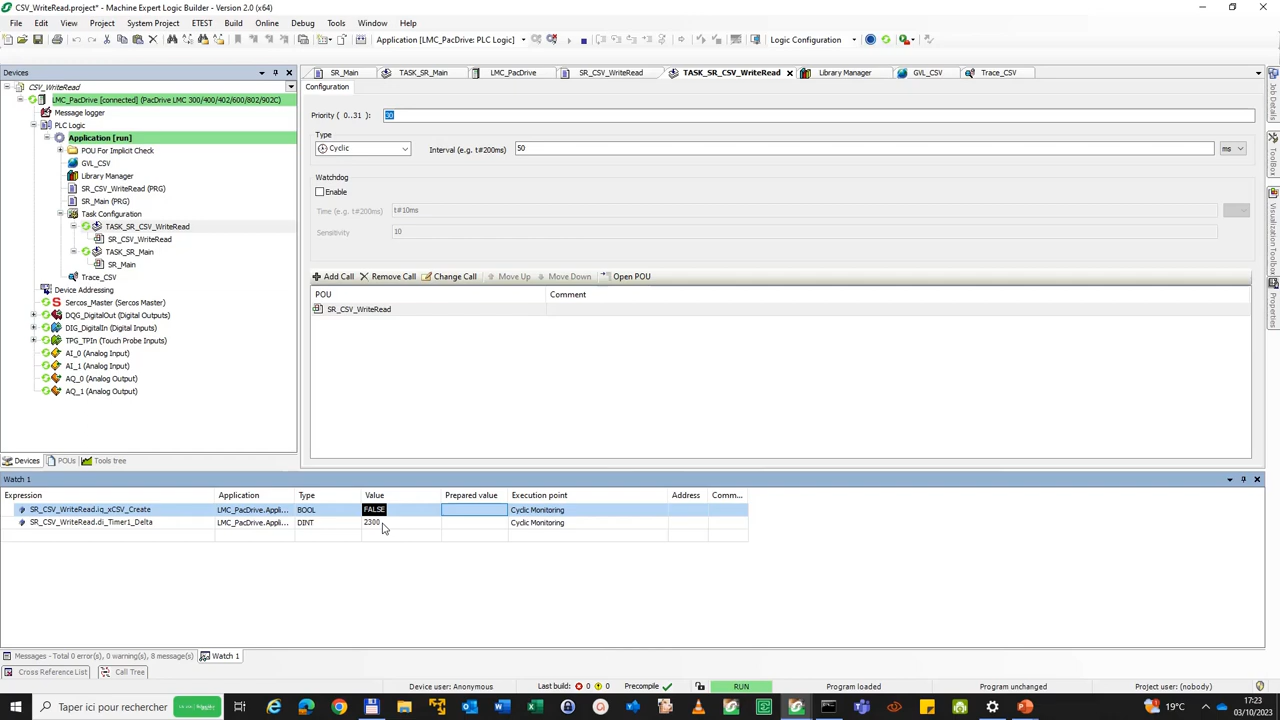 CSV_WriteRead.project* - Machine Expert Logic Builder - Version 2.0 (x64)
File Edit View Project System Project ETEST Build Online Debug Tools Window Help
Application [LMC_PacDrive: PLC Logic] Logic Configuration
Devices
CSV_WriteRead
LMC_PacDrive [connected] (PacDrive LMC 300/400/402/600/802/902C)
Message logger
PLC Logic
Application [run]
POU For Implicit Check
GVL_CSV
Library Manager
SR_CSV_WriteRead (PRG)
SR_Main (PRG)
Task Configuration
TASK_SR_CSV_WriteRead
SR_CSV_WriteRead
TASK_SR_Main
SR_Main
Trace_CSV
Device Addressing
Sercos_Master (Sercos Master)
DQG_DigitalOut (Digital Outputs)
DIG_DigitalIn (Digital Inputs)
TPG_TPIn (Touch Probe Inputs)
AI_0 (Analog Input)
AI_1 (Analog Input)
AQ_0 (Analog Output)
AQ_1 (Analog Output)
Devices POUs Tools tree
SR_Main TASK_SR_Main LMC_PacDrive SR_CSV_WriteRead TASK_SR_CSV_WriteRead Library Manager GVL_CSV Trace_CSV
Configuration
Priority ( 0..31 ): 30
Type
Cyclic Interval (e.g. t#200ms) 50 ms
Watchdog
Enable
Time (e.g. t#200ms) t#10ms
Sensitivity 10
Add Call Remove Call Change Call Move Up Move Down Open POU
POU Comment
SR_CSV_WriteRead
Job Details
ToolBox
Visualization Toolbox
Properties
Watch 1
Expression Application Type Value Prepared value Execution point Address Comm...
SR_CSV_WriteRead.iq_xCSV_Create LMC_PacDrive.Appli... BOOL FALSE Cyclic Monitoring
SR_CSV_WriteRead.di_Timer1_Delta LMC_PacDrive.Appli... DINT 2300 Cyclic Monitoring
Messages - Total 0 error(s), 0 warning(s), 8 message(s) Watch 1
Cross Reference List Call Tree
Device user: Anonymous Last build: 0 0 Precompile RUN Program loaded Program unchanged Project user: (nobody)
Taper ici pour rechercher 19°C 17:23
03/10/2023